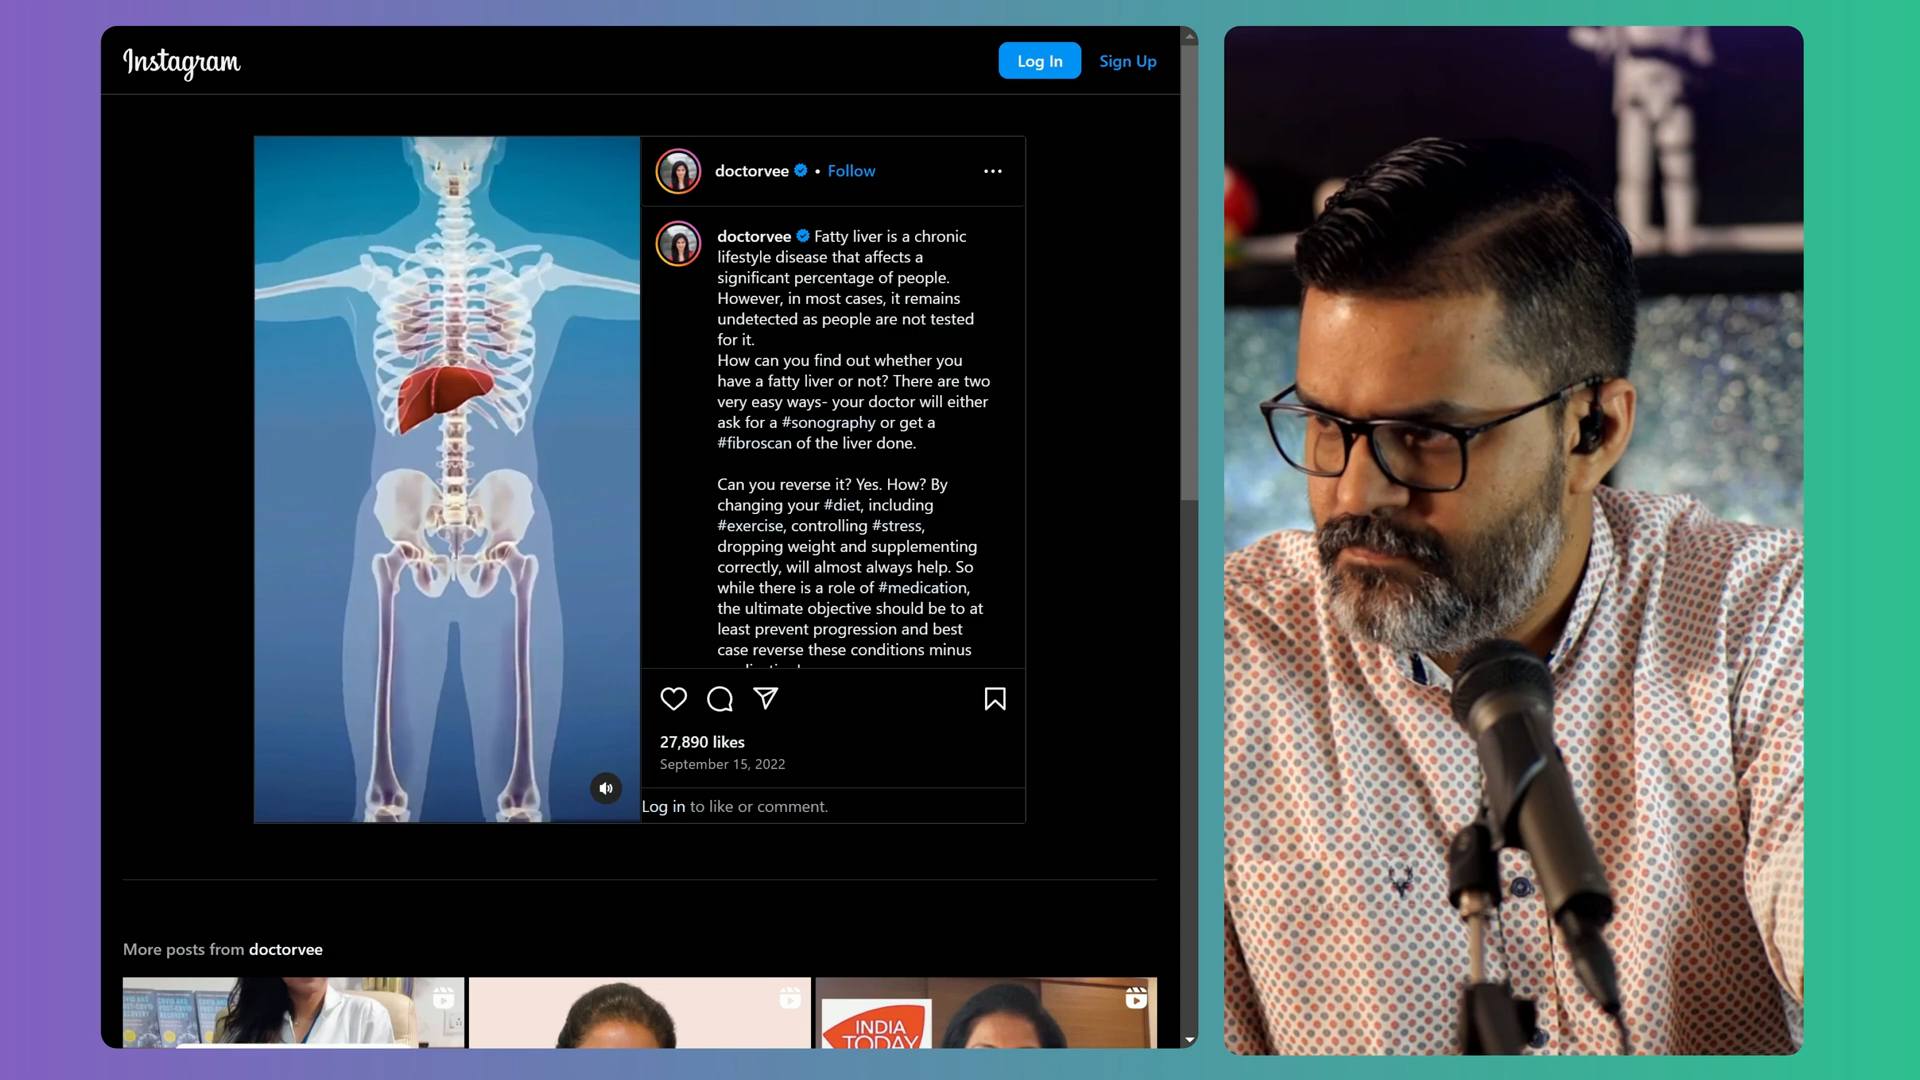 Instagram
Log In
Sign Up
doctorvee • Follow
doctorvee Fatty liver is a chronic
lifestyle disease that affects a
significant percentage of people.
However, in most cases, it remains
undetected as people are not tested
for it.
How can you find out whether you
have a fatty liver or not? There are two
very easy ways- your doctor will either
ask for a #sonography or get a
#fibroscan of the liver done.
Can you reverse it? Yes. How? By
changing your #diet, including
#exercise, controlling #stress,
dropping weight and supplementing
correctly, will almost always help. So
while there is a role of #medication,
the ultimate objective should be to at
least prevent progression and best
case reverse these conditions minus
27,890 likes
September 15, 2022
Log in to like or comment.
More posts from doctorvee
INDIA
TODAY